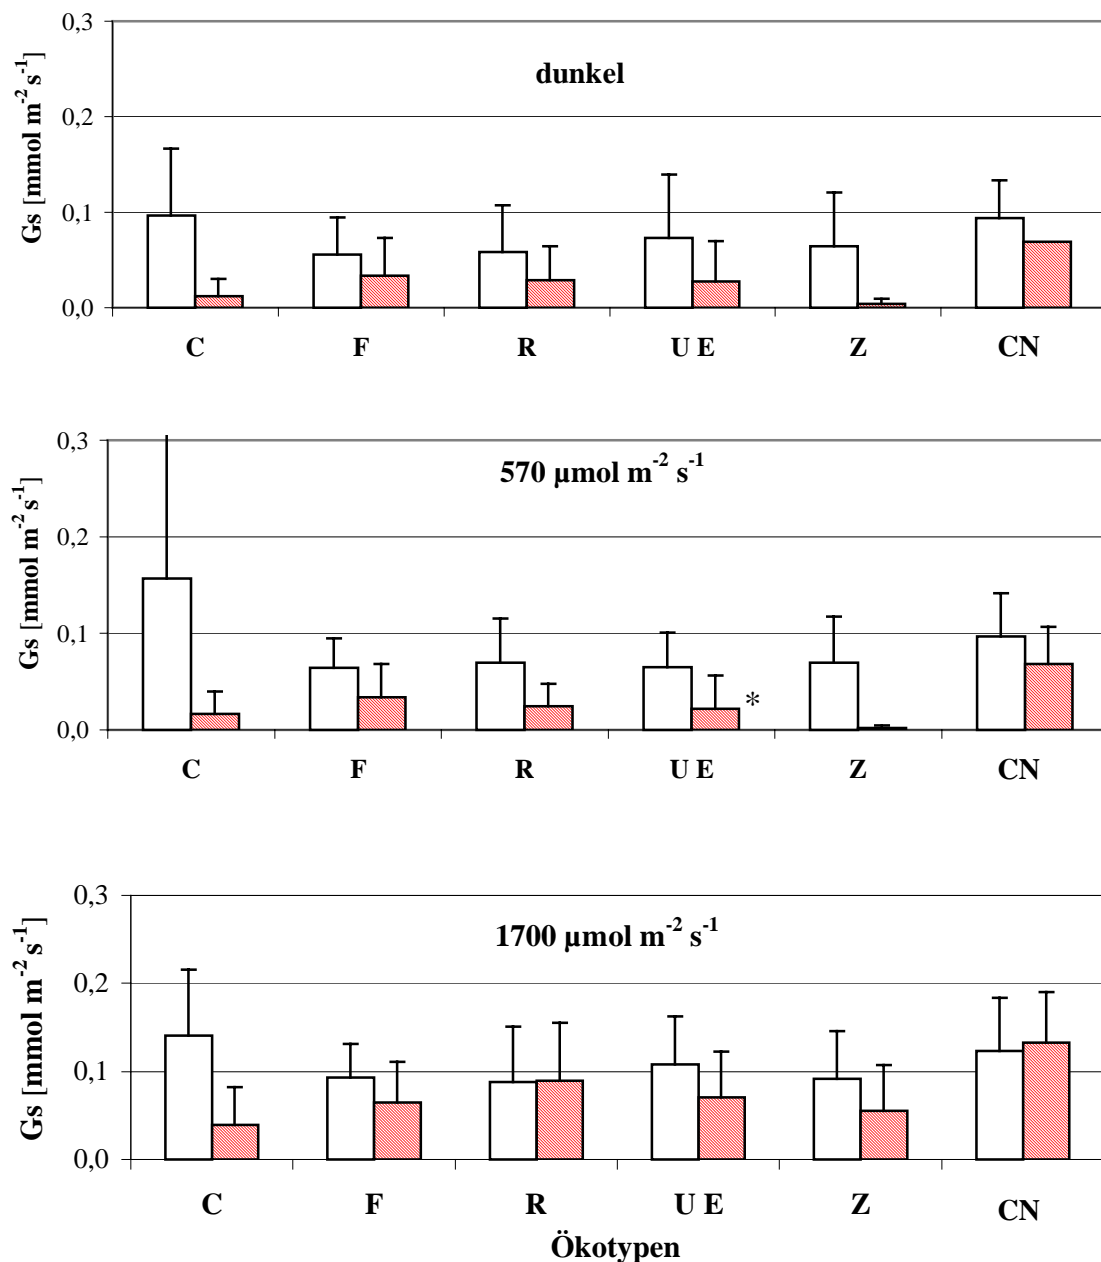 dunkel
Gs [mmol m-2 s-1]
0,3
0,2
0,1
0,0
C F R U E Z CN
570 µmol m-2 s-1
Gs [mmol m-2 s-1]
0,3
0,2
0,1
0,0
*
C F R U E Z CN
1700 µmol m-2 s-1
Gs [mmol m-2 s-1]
0,3
0,2
0,1
0,0
C F R U E Z CN
Ökotypen